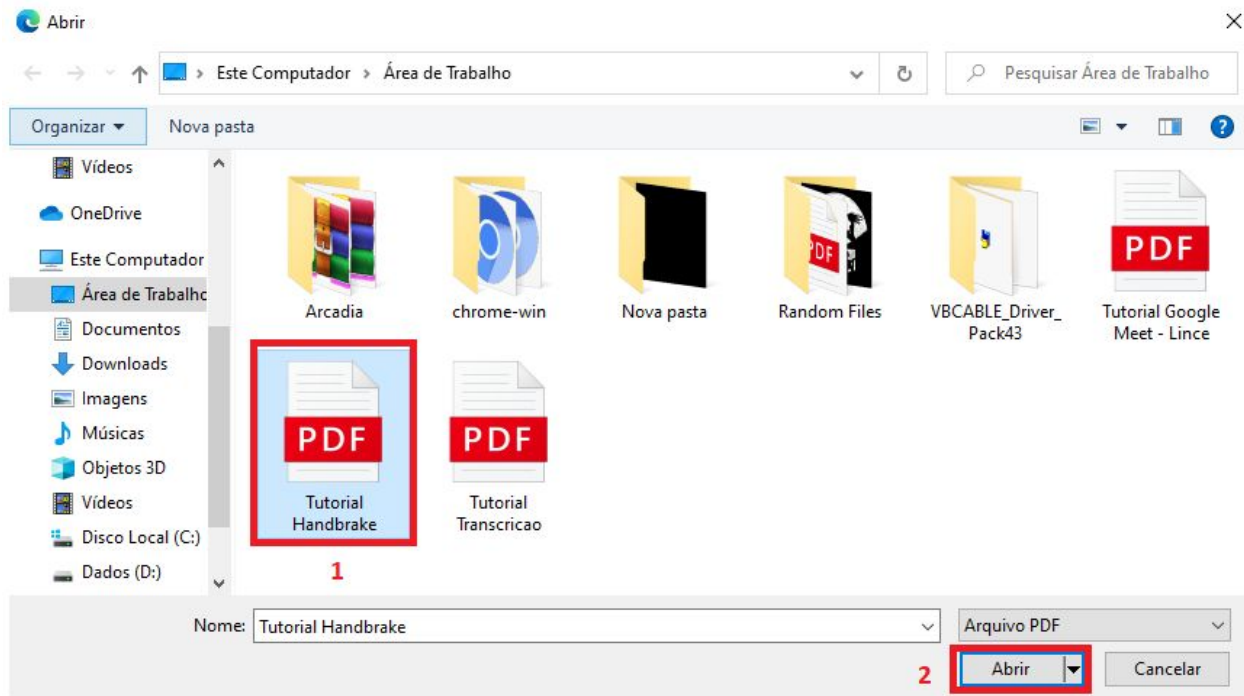 Abrir
Este Computador > Área de Trabalho
Pesquisar Área de Trabalho
Organizar
Nova pasta
Vídeos
OneDrive
Este Computador
Área de Trabalho
Documentos
Downloads
Imagens
Músicas
Objetos 3D
Vídeos
Disco Local (C:)
Dados (D:)
Arcadia
chrome-win
Nova pasta
PDF
Random Files
VBCABLE_Driver_
Pack43
PDF
Tutorial Google
Meet - Lince
PDF
Tutorial
Handbrake
1
PDF
Tutorial
Transcricao
Nome: Tutorial Handbrake
Arquivo PDF
2
Abrir
Cancelar